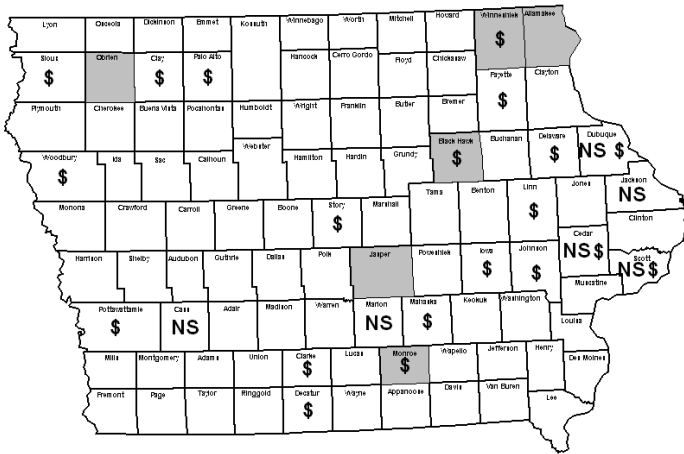 Lyon Osceola Dickinson Emmet Kossuth Winnebago Worth Mitchell Howard Winneshiek Allamakee
Sioux Obrien Clay Palo Alto Hancock Cerro Gordo Floyd Chickasaw
$ $ $ $
Fayette Clayton
$
Plymouth Cherokee Buena Vista Pocahontas Humboldt Wright Franklin Butler Bremer
Woodbury Ida Sac Calhoun Webster Hamilton Hardin Grundy Black Hawk Buchanan Delaware Dubuque
$ $ $ NS $
Monona Crawford Carroll Greene Boone Story Marshall Tama Benton Linn Jones Jackson
$ $ NS
Clinton
Cedar
NS $
Harrison Shelby Audubon Guthrie Dallas Polk Jasper Poweshiek Iowa Johnson Scott
$ $ NS $
Muscatine
Pottawattamie Cass Adair Madison Warren Marion Mahaska Keokuk Washington
$ NS NS $
Louisa
Mills Montgomery Adams Union Clarke Lucas Monroe Wapello Jefferson Henry Des Moines
$ $
Fremont Page Taylor Ringgold Decatur Wayne Appanoose Davis Van Buren Lee
$